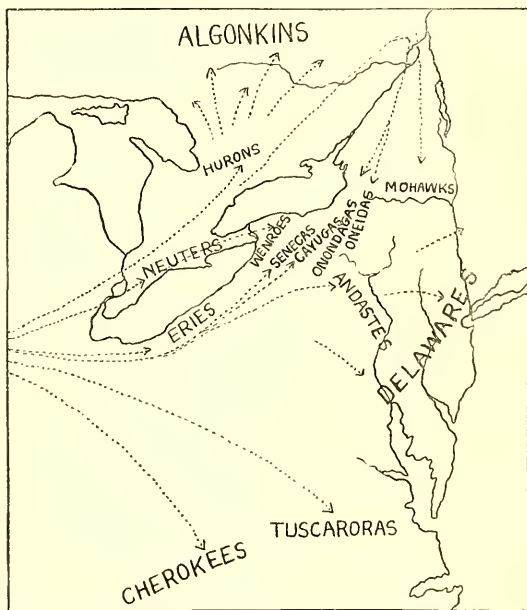 ALGONKINS
HURONS
MOHAWKS
NEUTERS
WENROES
SENECAS
CAYUGAS
ONONDAGAS
ONEIDAS
ERIES
ANDASTES
DELAWARES
TUSCARORAS
CHEROKEES